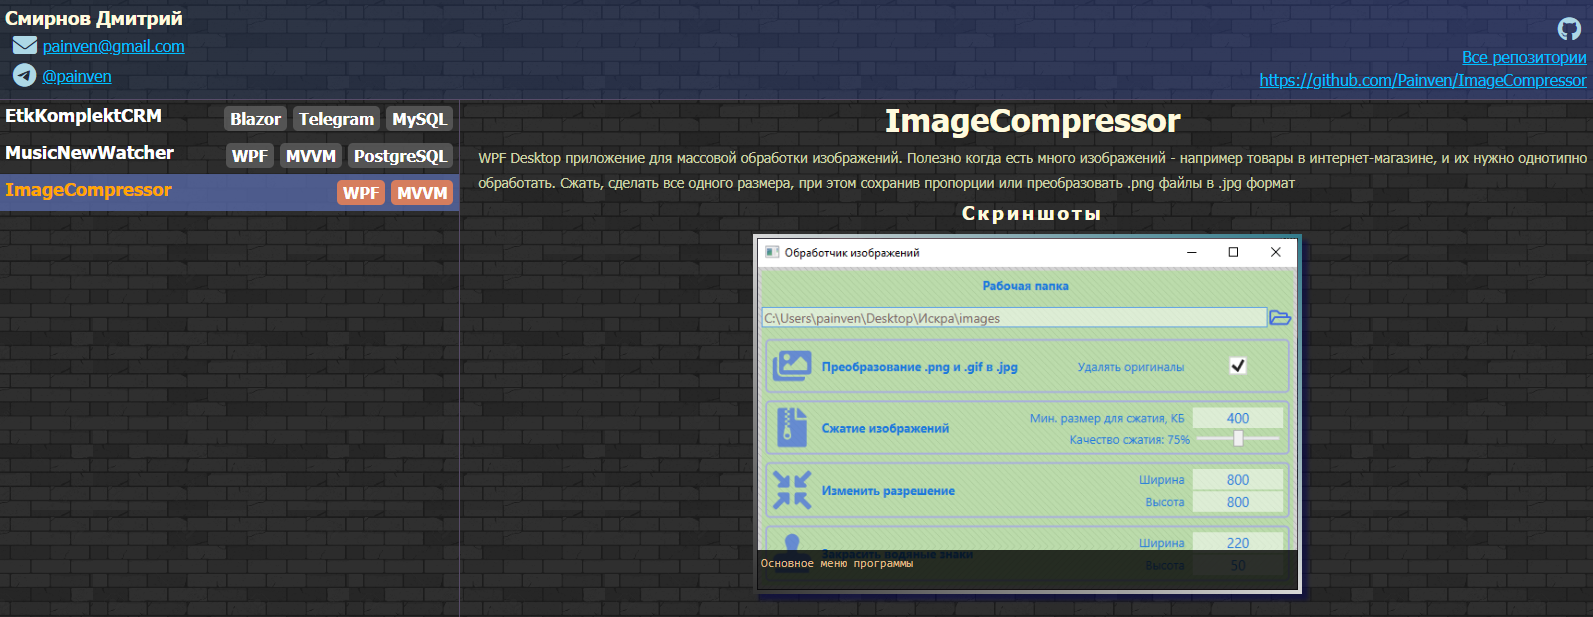 Смирнов Дмитрий
painven@gmail.com
@painven
Все репозитории
https://github.com/Painven/ImageCompressor
EtkKomplektCRM Blazor Telegram MySQL
MusicNewWatcher WPF MVVM PostgreSQL
ImageCompressor WPF MVVM
ImageCompressor
WPF Desktop приложение для массовой обработки изображений. Полезно когда есть много изображений - например товары в интернет-магазине, и их нужно однотипно
обработать. Сжать, сделать все одного размера, при этом сохранив пропорции или преобразовать .png файлы в .jpg формат
Скриншоты
Обработчик изображений
Рабочая папка
C:\Users\painven\Desktop\Искра\images
Преобразование .png и .gif в .jpg Удалять оригиналы
Сжатие изображений
Мин. размер для сжатия, КБ 400
Качество сжатия: 75%
Изменить разрешение
Ширина 800
Высота 800
Закрасить водяные знаки
Ширина 220
Высота 50
Основное меню программы